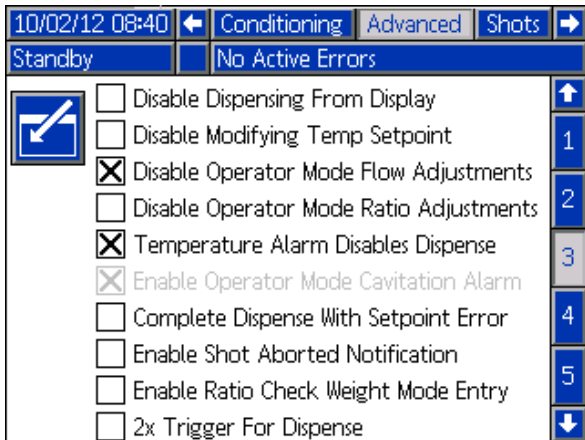 10/02/12 08:40 Conditioning Advanced Shots
Standby No Active Errors
Disable Dispensing From Display
Disable Modifying Temp Setpoint
1
Disable Operator Mode Flow Adjustments
Disable Operator Mode Ratio Adjustments
2
Temperature Alarm Disables Dispense
3
Enable Operator Mode Cavitation Alarm
Complete Dispense With Setpoint Error
4
Enable Shot Aborted Notification
Enable Ratio Check Weight Mode Entry
5
2x Trigger For Dispense